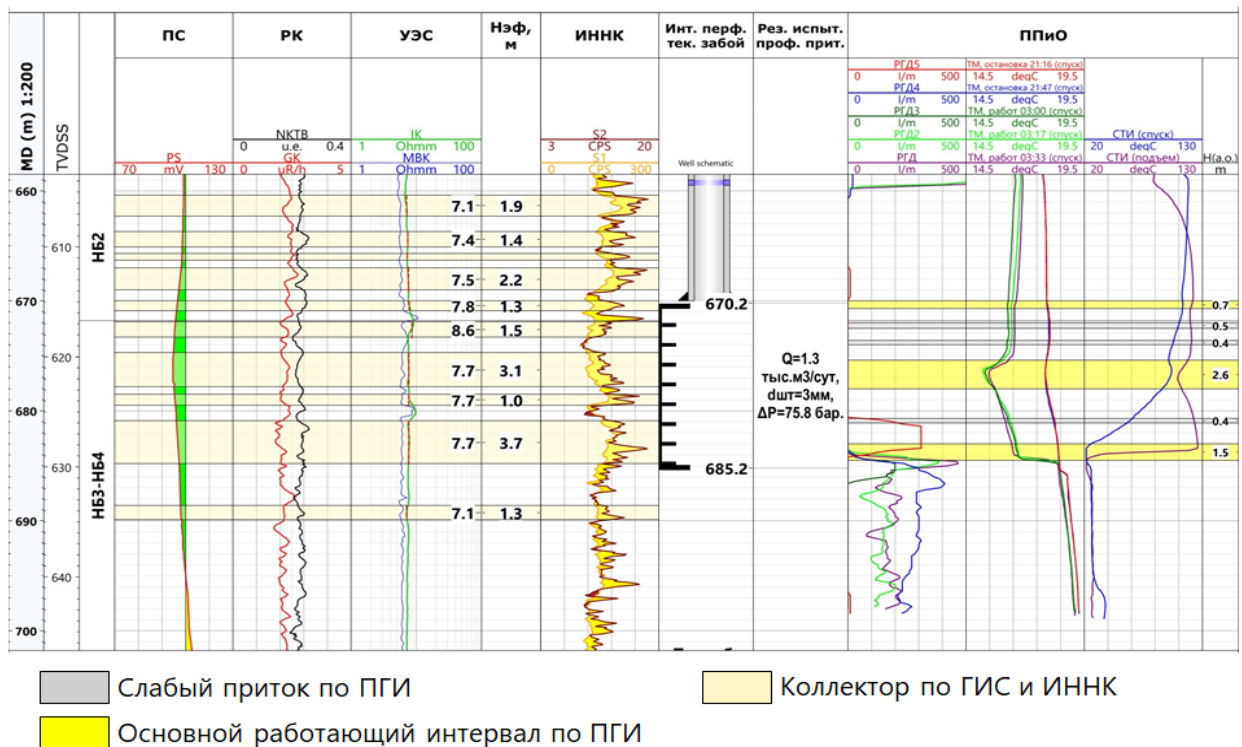 MD (m) 1:200
TVDSS
ПС
РК
УЭС
Нэф, м
ИННК
Инт. перф. тек. забой
Рез. испыт. проф. прит.
ППиО
NKTB
0 u.e. 0.4
GK
0 uR/h 5
PS
70 mV 130
IK
1 Ohmm 100
MBK
1 Ohmm 100
S2
3 CPS 20
S1
0 CPS 300
Well schematic
РГД5
0 l/m 500
РГД4
0 l/m 500
РГД3
0 l/m 500
РГД2
0 l/m 500
РГД
0 l/m 500
ТМ, остановка 21:16 (спуск)
14.5 degC 19.5
ТМ, остановка 21:47 (спуск)
14.5 degC 19.5
ТМ, работ 03:00 (спуск)
14.5 degC 19.5
ТМ, работ 03:17 (спуск)
14.5 degC 19.5
ТМ, работ 03:33 (спуск)
14.5 degC 19.5
СТИ (спуск)
20 degC 130
СТИ (подъем)
20 degC 130
H(а.о.)
m
660
670
680
690
700
610
620
630
640
НБ2
НБ3-НБ4
7.1 1.9
7.4 1.4
7.5 2.2
7.8 1.3
8.6 1.5
7.7 3.1
7.7 1.0
7.7 3.7
7.1 1.3
670.2
685.2
Q=1.3
тыс.м3/сут,
dшт=3мм,
ΔP=75.8 бар.
0.7
0.5
0.4
2.6
0.4
1.5
Слабый приток по ПГИ
Коллектор по ГИС и ИННК
Основной работающий интервал по ПГИ